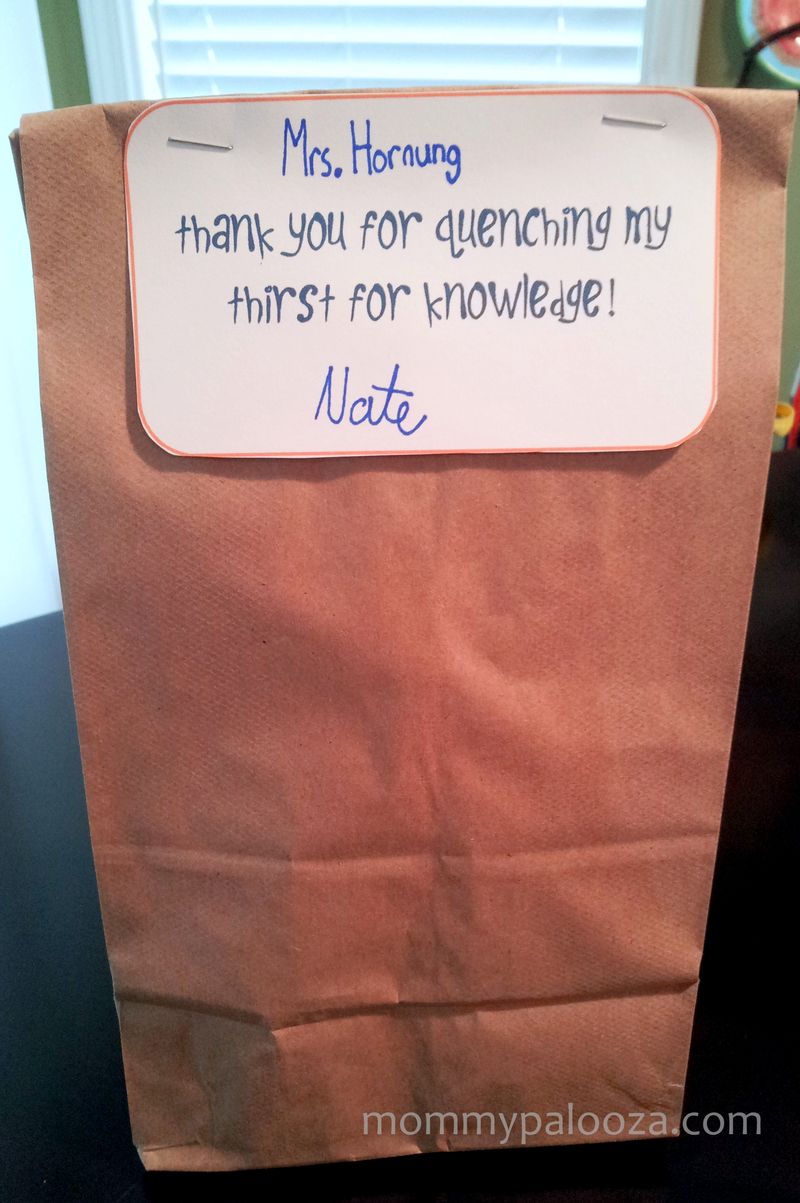 Mrs. Hornung
thank you for quenching my
thirst for knowledge!
Nate
mommypalooza.com